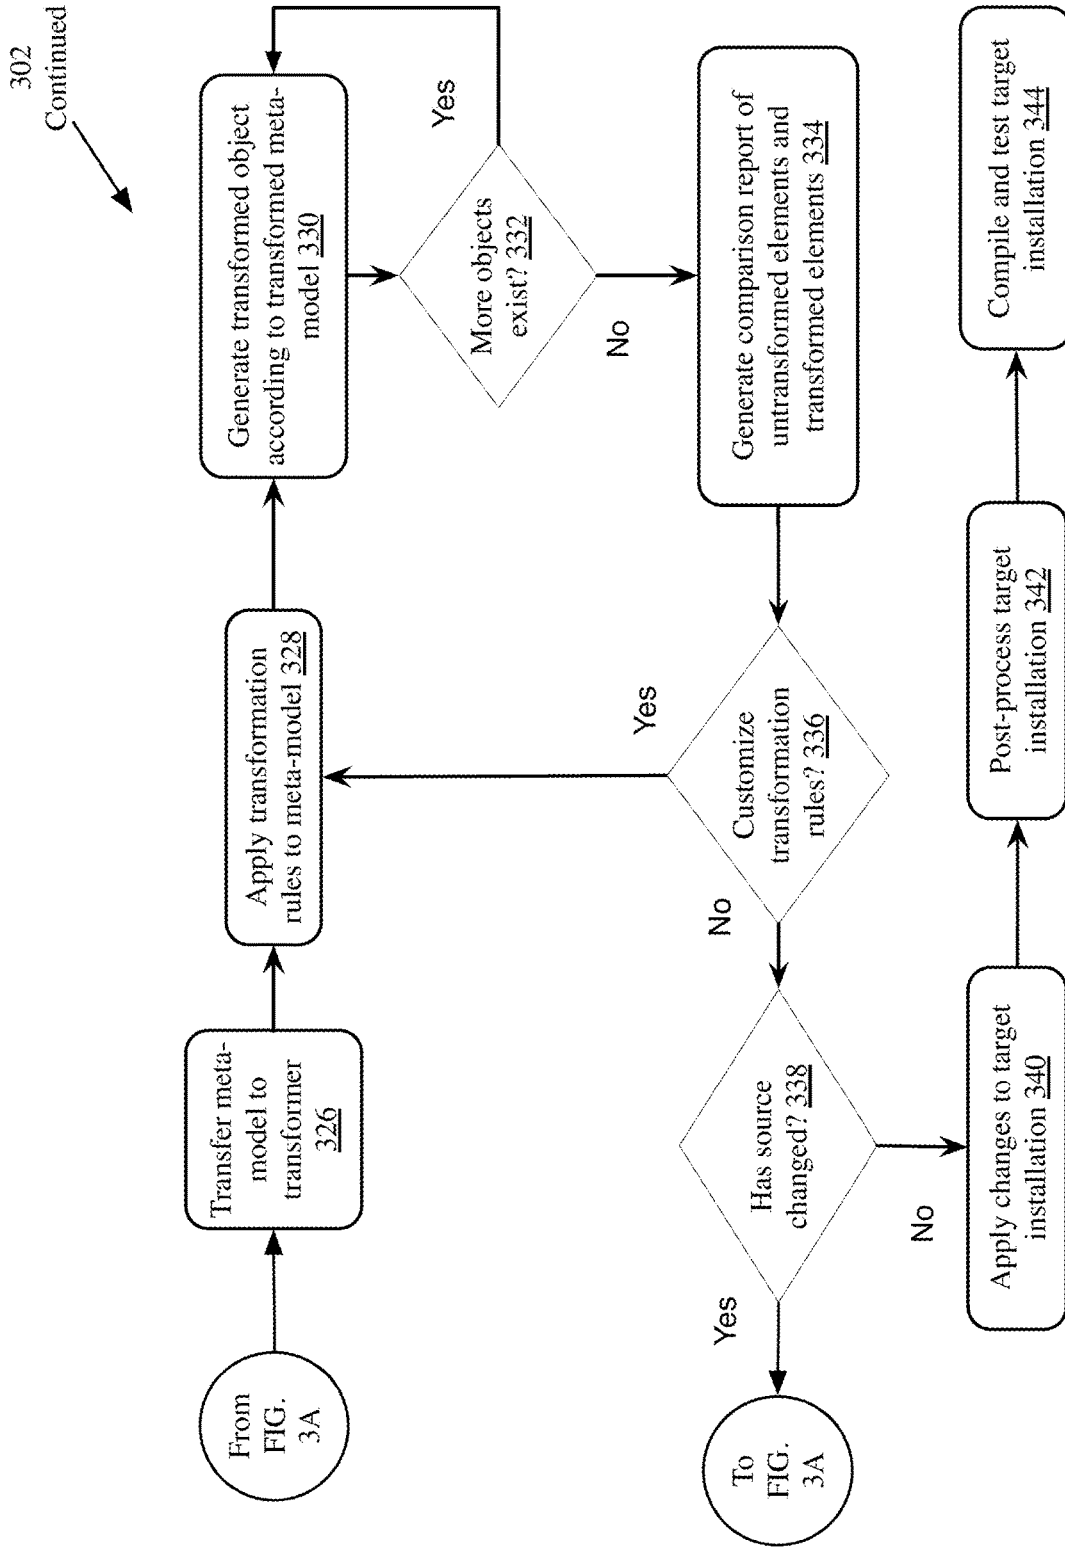 302
Continued
From
FIG.
3A
Transfer meta-
model to
transformer
326
Apply transformation
rules to meta-model 328
Generate transformed object
according to transformed meta-
model 330
More objects
exist? 332
Yes
No
Generate comparison report of
untransformed elements and
transformed elements 334
Customize
transformation
rules? 336
Yes
No
Has source
changed? 338
Yes
No
To
FIG.
3A
Apply changes to target
installation 340
Post-process target
installation 342
Compile and test target
installation 344